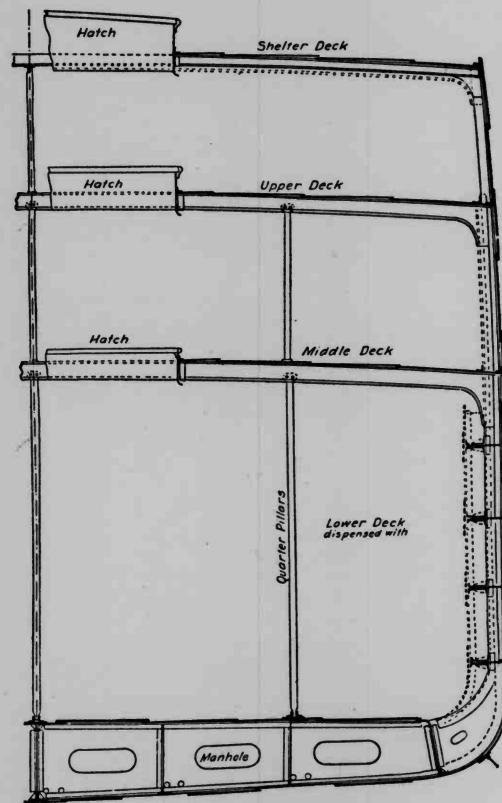 Hatch
Shelter Deck
Hatch
Upper Deck
Hatch
Middle Deck
Quarter Pillars
Lower Deck
dispensed with
Manhole